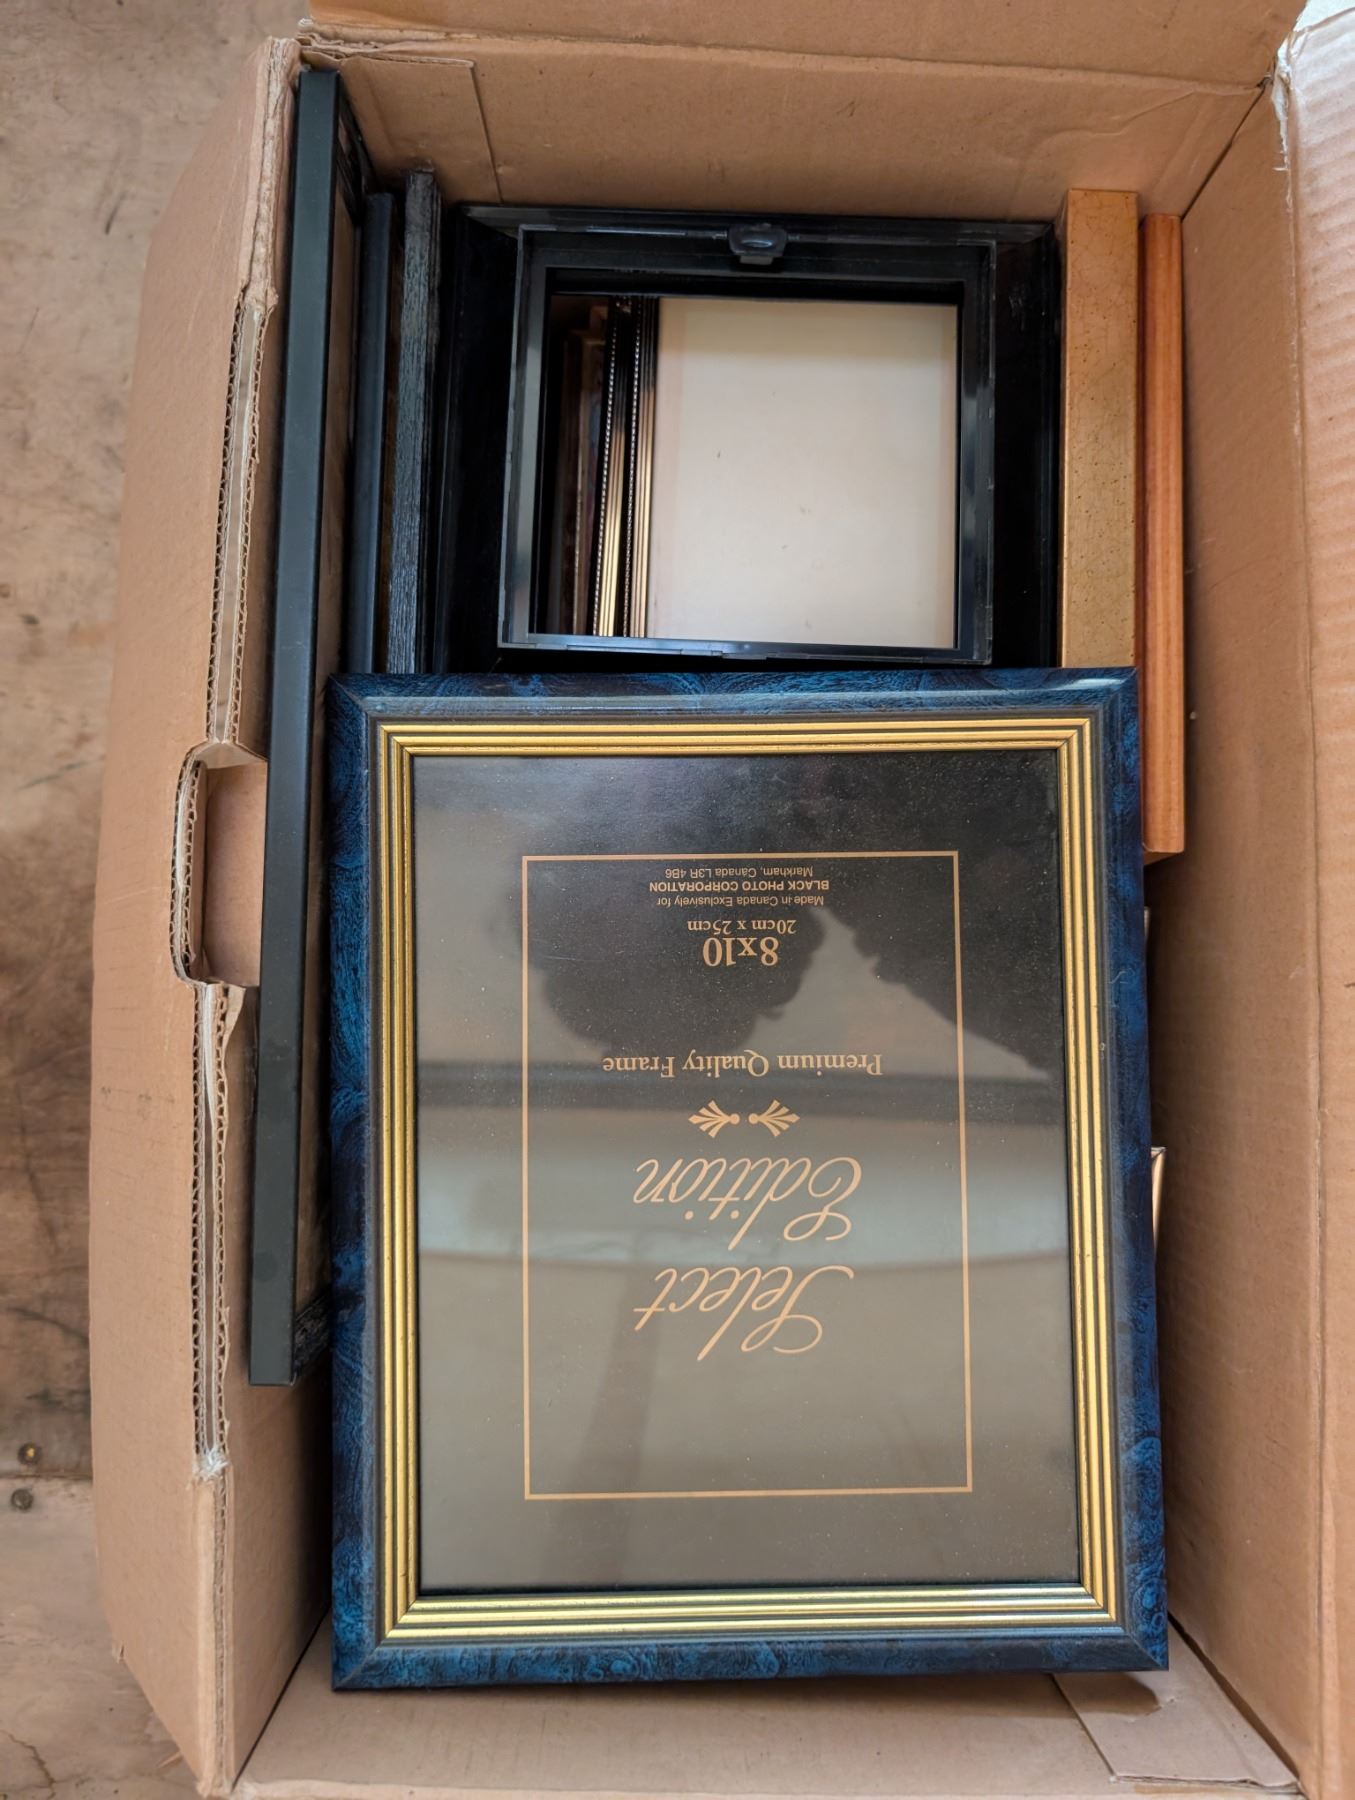 Select
Edition
Premium Quality Frame
8x10
20cm x 25cm
Made in Canada Exclusively for
BLACK PHOTO CORPORATION
Markham, Canada L3R 4B6